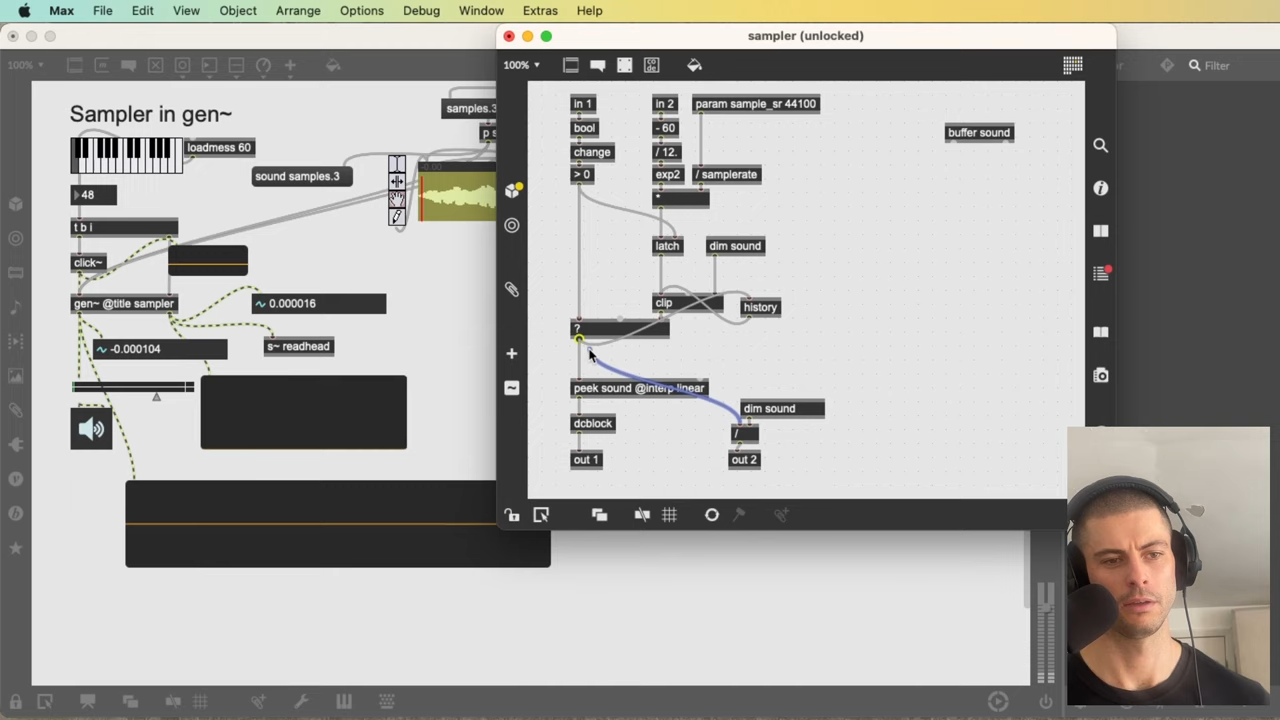 Max File Edit View Object Arrange Options Debug Window Extras Help
sampler (unlocked)
100%
100%
Filter
Sampler in gen~
samples.3
p s
loadmess 60
sound samples.3
48
t b i
click~
gen~ @title sampler
0.000016
-0.000104
s~ readhead
in 1
in 2
param sample_sr 44100
bool
- 60
buffer sound
change
/ 12.
> 0
exp2
/ samplerate
*
latch
dim sound
clip
history
?
peek sound @interp linear
dim sound
dcblock
/
out 1
out 2